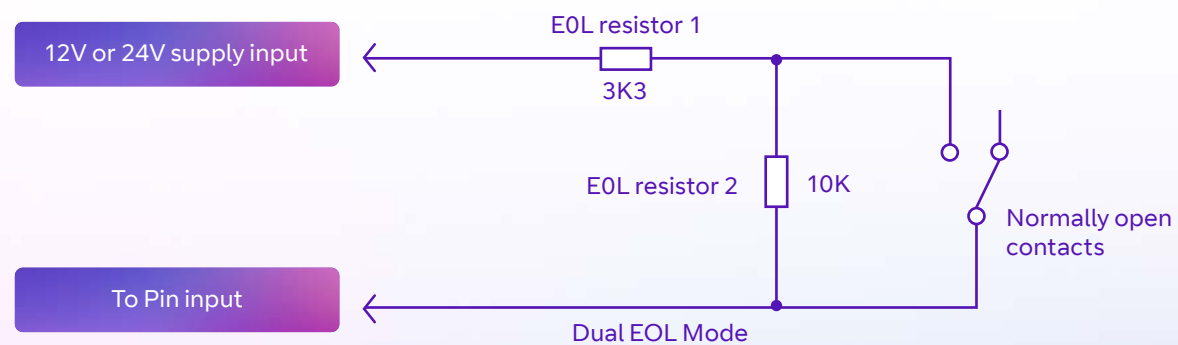 E0L resistor 1
12V or 24V supply input
3K3
E0L resistor 2
10K
Normally open
contacts
To Pin input
Dual EOL Mode